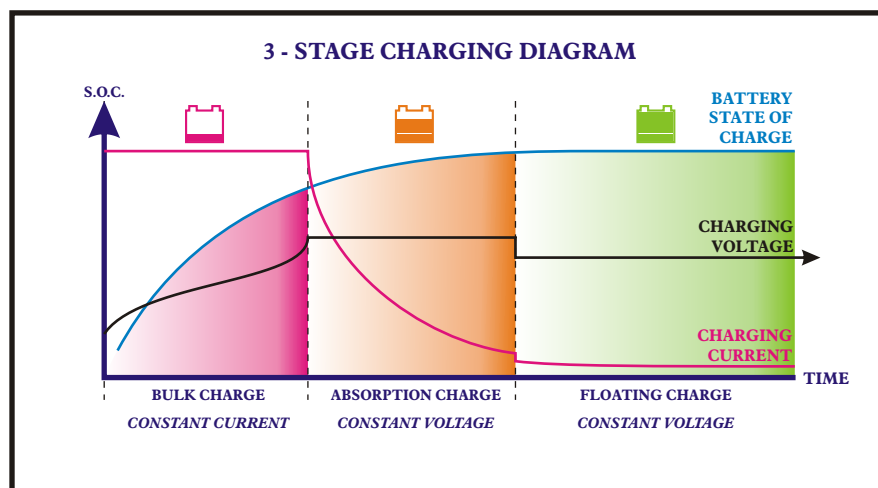 3 - STAGE CHARGING DIAGRAM
S.O.C.
BATTERY
STATE OF
CHARGE
CHARGING
VOLTAGE
CHARGING
CURRENT
TIME
BULK CHARGE
CONSTANT CURRENT
ABSORPTION CHARGE
CONSTANT VOLTAGE
FLOATING CHARGE
CONSTANT VOLTAGE